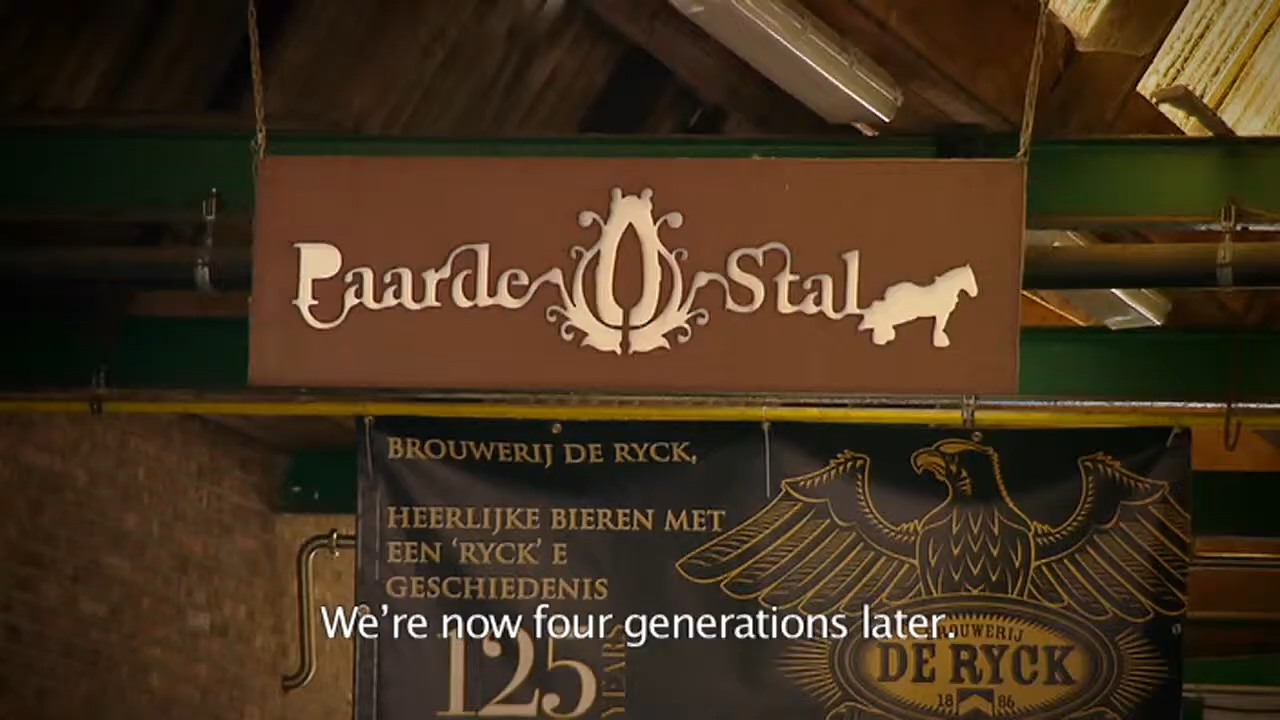 Paarde Stal
BROUWERIJ DE RYCK,
HEERLIJKE BIEREN MET
EEN ‘RYCK’ E
GESCHIEDENIS
We’re now four generations later.
125 YEARS
BROUWERIJ
DE RYCK
18 86